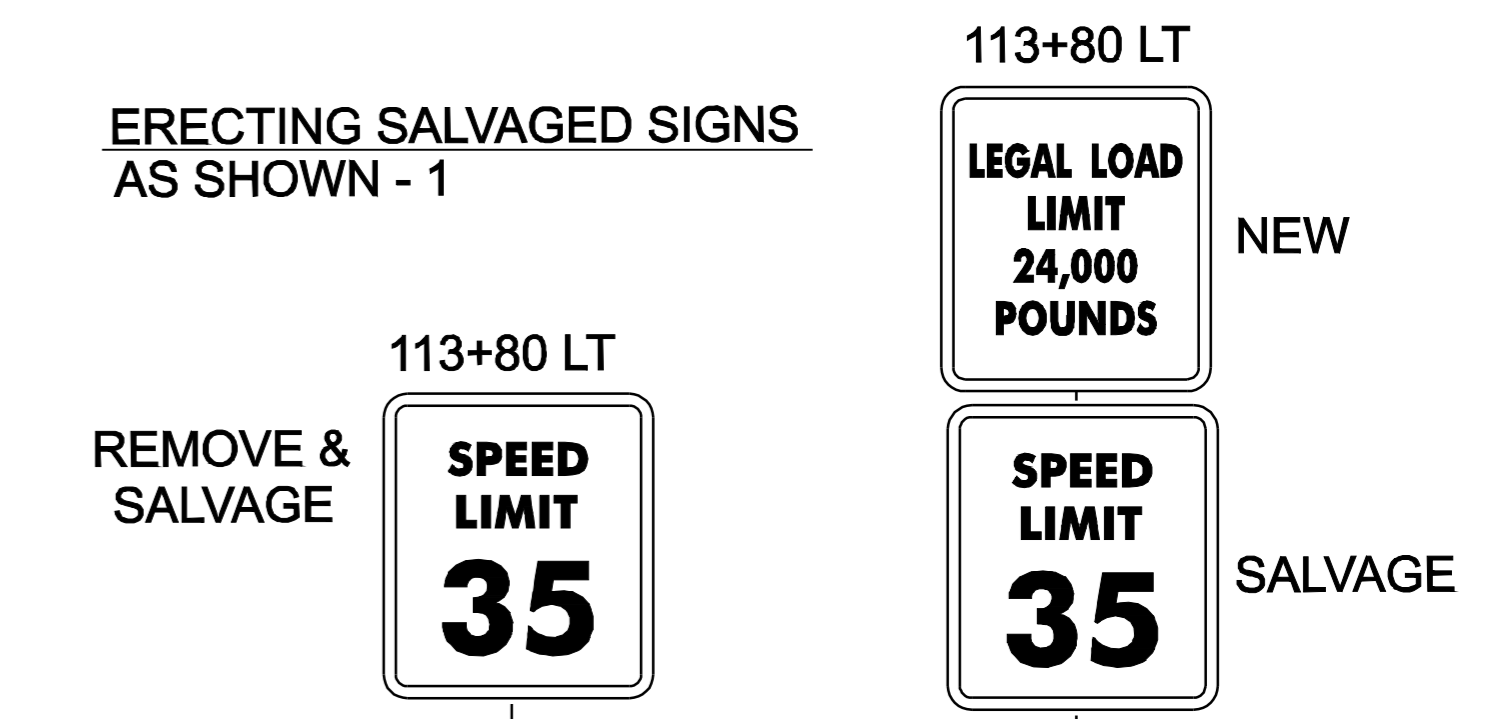 ERECTING SALVAGED SIGNS
AS SHOWN - 1
113+80 LT
REMOVE &
SALVAGE
SPEED
LIMIT
35
113+80 LT
LEGAL LOAD
LIMIT
24,000
POUNDS
NEW
SPEED
LIMIT
35
SALVAGE